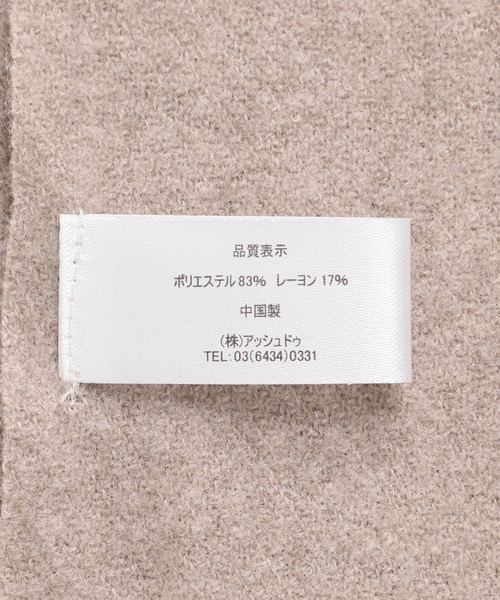 品質表示
ポリエステル 83%　レーヨン 17%
中国製
(株)アッシュドゥ
TEL: 03(6434)0331